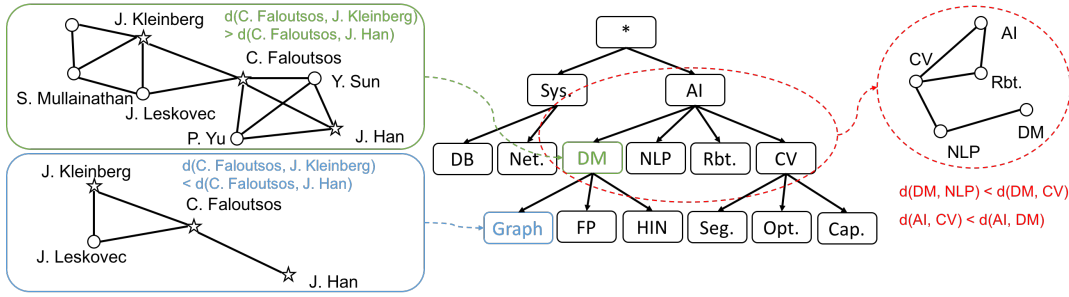 J. Kleinberg
d(C. Faloutsos, J. Kleinberg)
> d(C. Faloutsos, J. Han)
C. Faloutsos
Y. Sun
S. Mullainathan
J. Leskovec
P. Yu
J. Han
J. Kleinberg
d(C. Faloutsos, J. Kleinberg)
< d(C. Faloutsos, J. Han)
C. Faloutsos
J. Leskovec
J. Han
*
Sys.
AI
DB
Net.
DM
NLP
Rbt.
CV
Graph
FP
HIN
Seg.
Opt.
Cap.
AI
CV
Rbt.
DM
NLP
d(DM, NLP) < d(DM, CV)
d(AI, CV) < d(AI, DM)